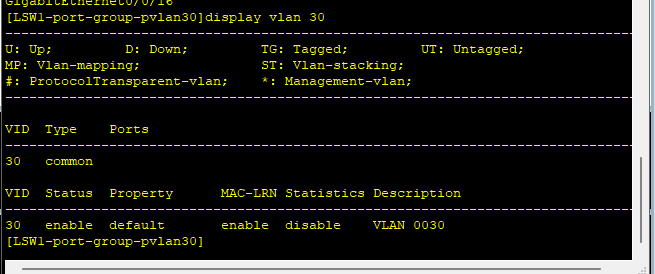 GigabitEthernet0/0/16
[LSW1-port-group-pvlan30]display vlan 30
--------------------------------------------------------------------------------
U: Up;         D: Down;         TG: Tagged;         UT: Untagged;
MP: Vlan-mapping;               ST: Vlan-stacking;
#: ProtocolTransparent-vlan;    *: Management-vlan;
--------------------------------------------------------------------------------
VID  Type    Ports
--------------------------------------------------------------------------------
30   common
VID  Status  Property      MAC-LRN Statistics Description
--------------------------------------------------------------------------------
30   enable  default       enable  disable    VLAN 0030
[LSW1-port-group-pvlan30]